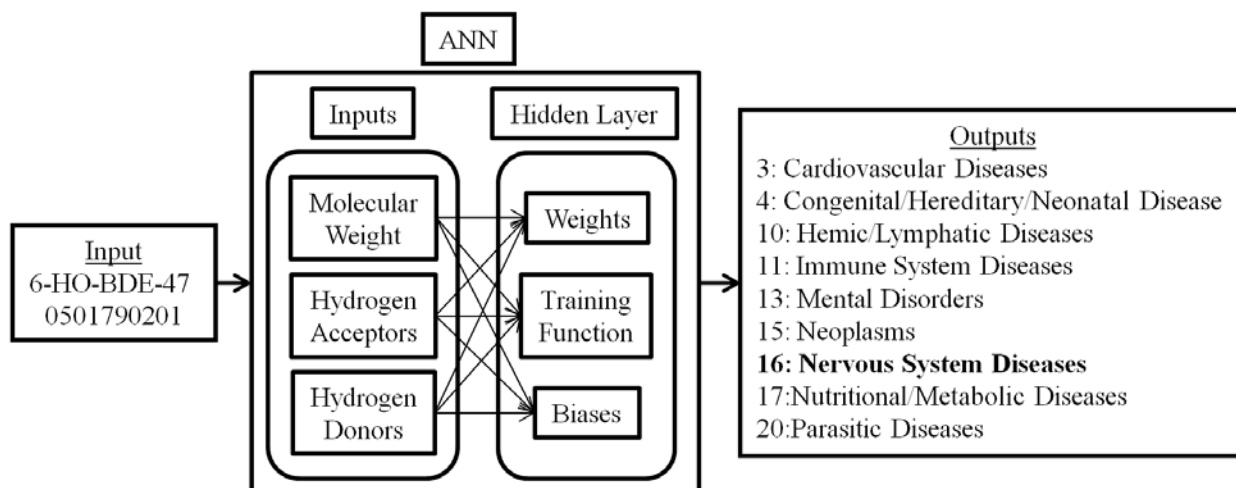 ANN
Input
6-HO-BDE-47
0501790201
Inputs
Molecular
Weight
Hydrogen
Acceptors
Hydrogen
Donors
Hidden Layer
Weights
Training
Function
Biases
Outputs
3: Cardiovascular Diseases
4: Congenital/Hereditary/Neonatal Disease
10: Hemic/Lymphatic Diseases
11: Immune System Diseases
13: Mental Disorders
15: Neoplasms
16: Nervous System Diseases
17:Nutritional/Metabolic Diseases
20:Parasitic Diseases